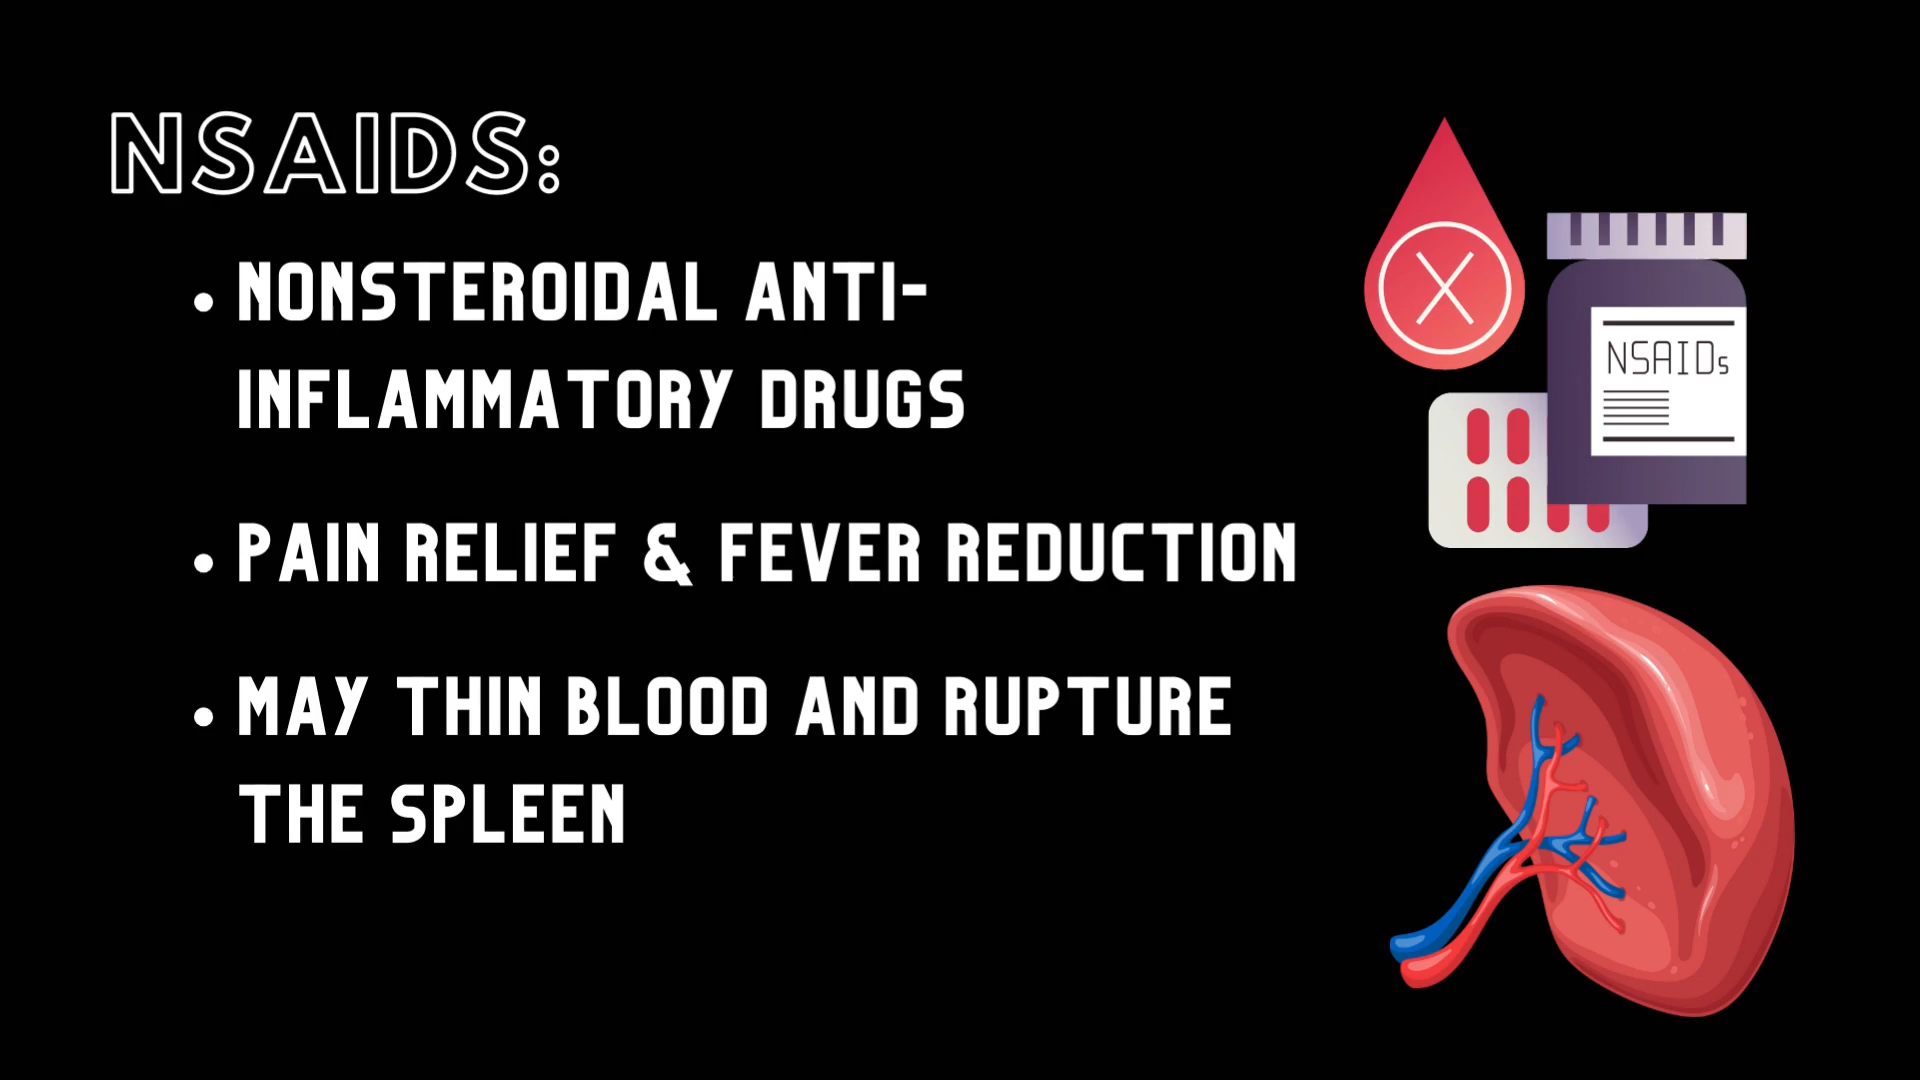 NSAIDS:
• NONSTEROIDAL ANTI-
INFLAMMATORY DRUGS
• PAIN RELIEF & FEVER REDUCTION
• MAY THIN BLOOD AND RUPTURE
THE SPLEEN
X
NSAIDs